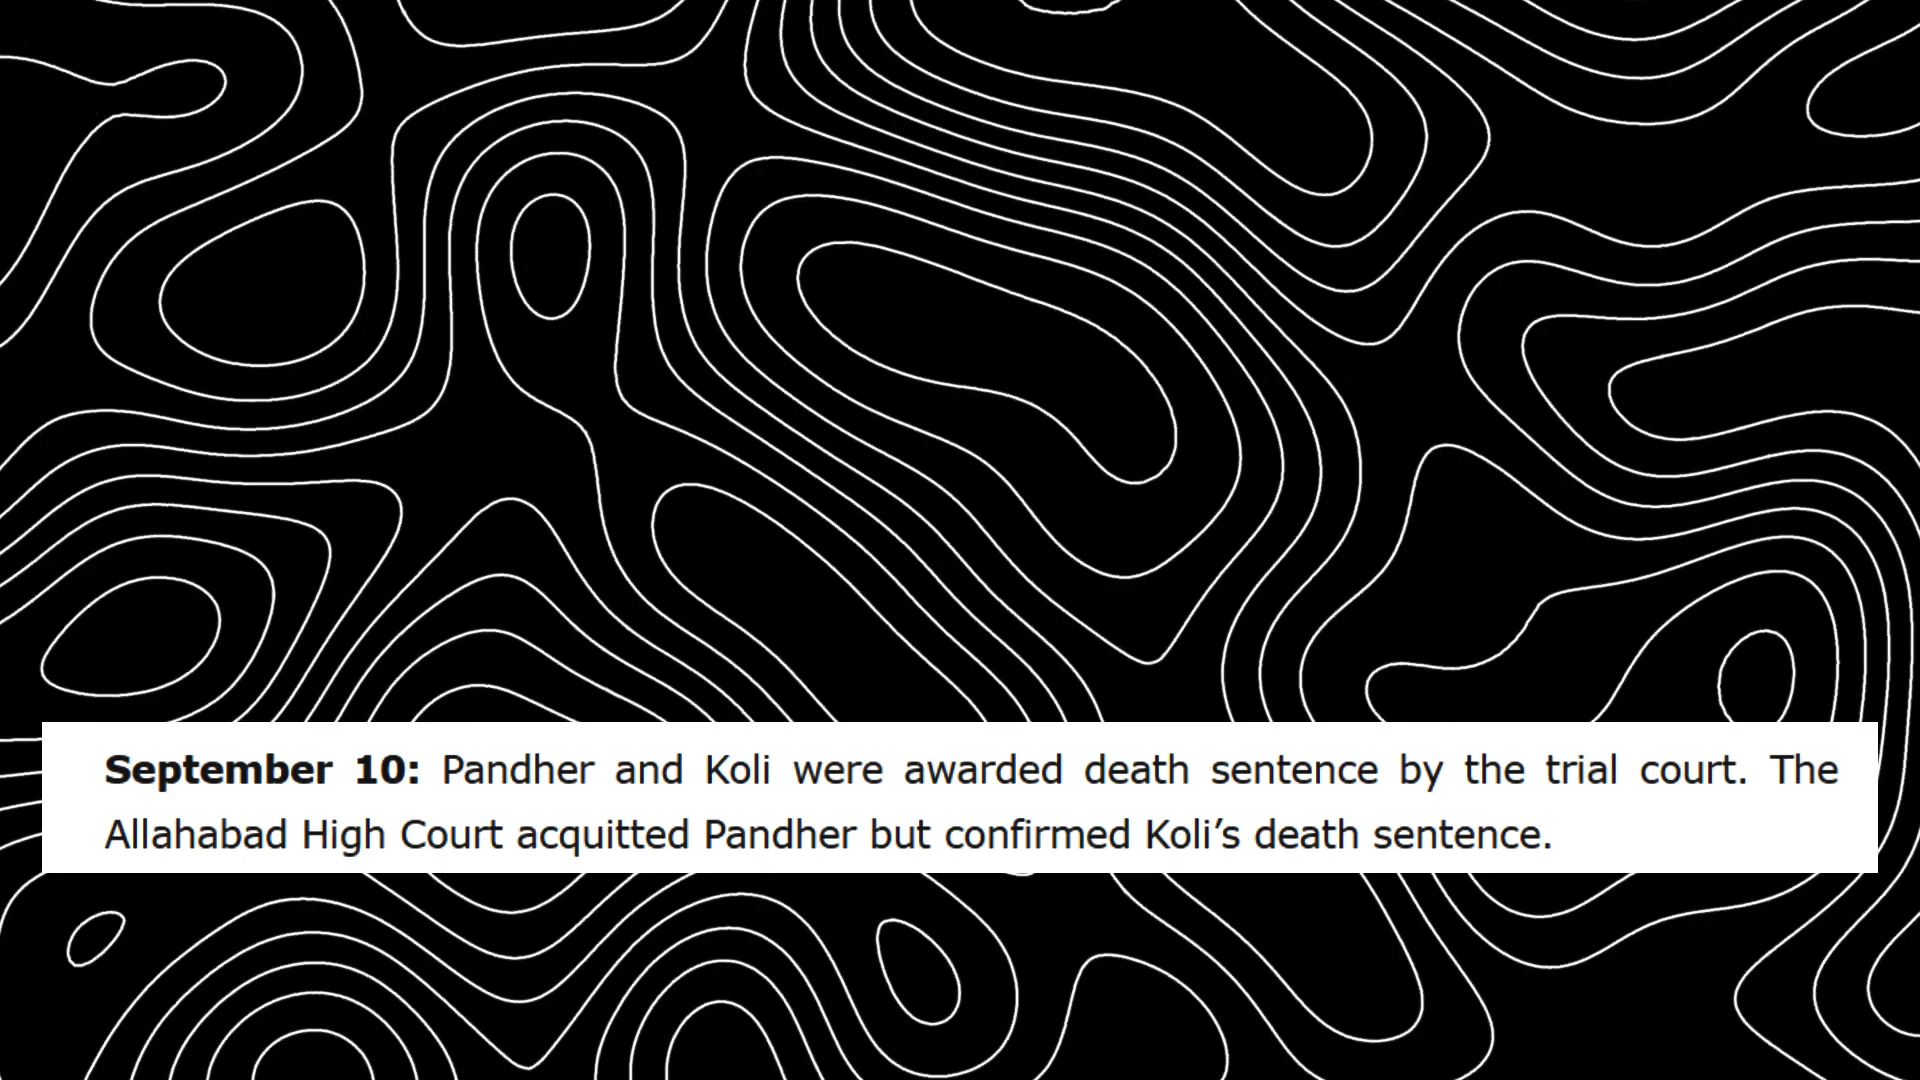 September 10: Pandher and Koli were awarded death sentence by the trial court. The
Allahabad High Court acquitted Pandher but confirmed Koli’s death sentence.